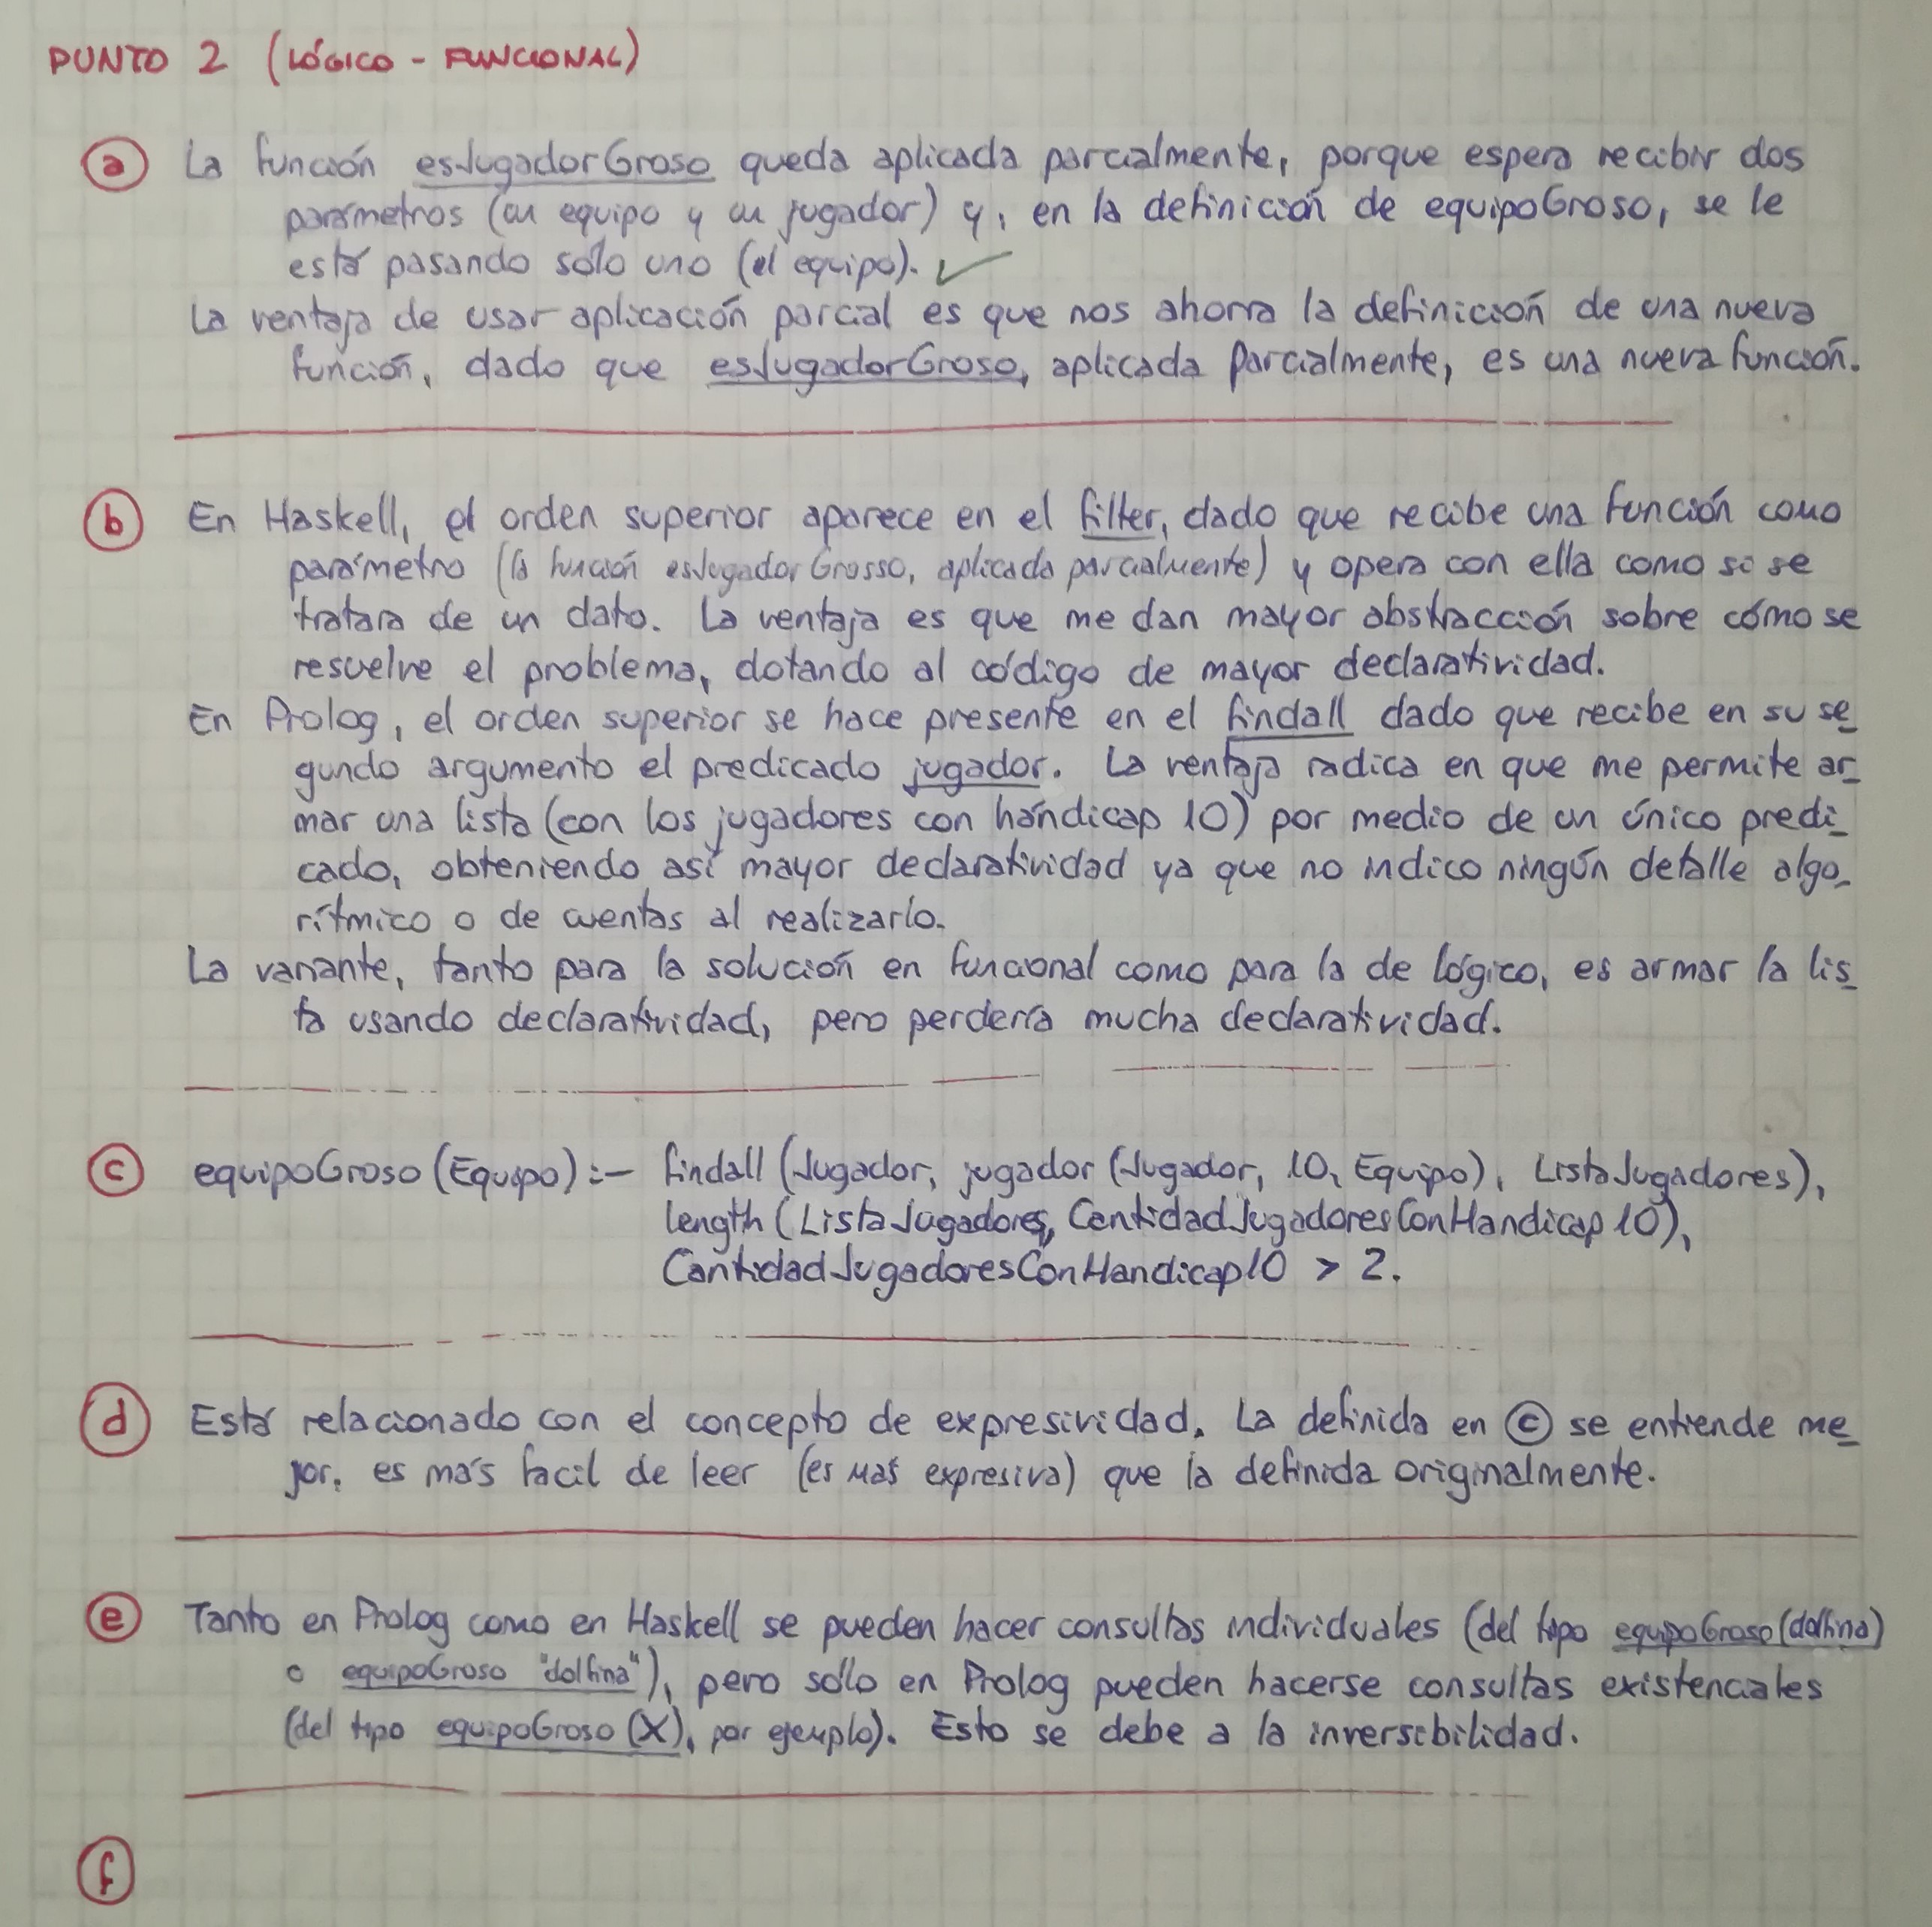 PUNTO 2 (LÓGICO - FUNCIONAL)
a La función esJugadorGroso queda aplicada parcialmente, porque espera recibir dos
parámetros (un equipo y un jugador) y, en la definición de equipoGroso, se le
está pasando sólo uno (el equipo). ✓
La ventaja de usar aplicación parcial es que nos ahorra la definición de una nueva
función, dado que esJugadorGroso, aplicada parcialmente, es una nueva función.
b En Haskell, el orden superior aparece en el filter, dado que recibe una función como
parámetro (la función esJugadorGrosso, aplicada parcialmente) y opera con ella como si se
tratara de un dato. La ventaja es que me dan mayor abstracción sobre cómo se
resuelve el problema, dotando al código de mayor declaratividad.
En Prolog, el orden superior se hace presente en el findall dado que recibe en su se_
gundo argumento el predicado jugador. La ventaja radica en que me permite ar_
mar una lista (con los jugadores con hándicap 10) por medio de un único predi_
cado, obteniendo así mayor declaratividad ya que no indico ningún detalle algo_
rítmico o de cuentas al realizarlo.
La variante, tanto para la solución en funcional como para la de lógico, es armar la lis_
ta usando declaratividad, pero perdería mucha declaratividad.
c equipoGroso (Equipo) :- findall (Jugador, jugador (Jugador, 10, Equipo), ListaJugadores),
length (ListaJugadores, CantidadJugadoresConHandicap10),
CantidadJugadoresConHandicap10 > 2.
d Está relacionado con el concepto de expresividad. La definida en c se entiende me_
jor, es más facil de leer (es más expresiva) que la definida originalmente.
e Tanto en Prolog como en Haskell se pueden hacer consultas individuales (del tipo equipoGroso (dolfina)
o equipoGroso "dolfina"), pero sólo en Prolog pueden hacerse consultas existenciales
(del tipo equipoGroso (X), por ejemplo). Esto se debe a la inversibilidad.
f